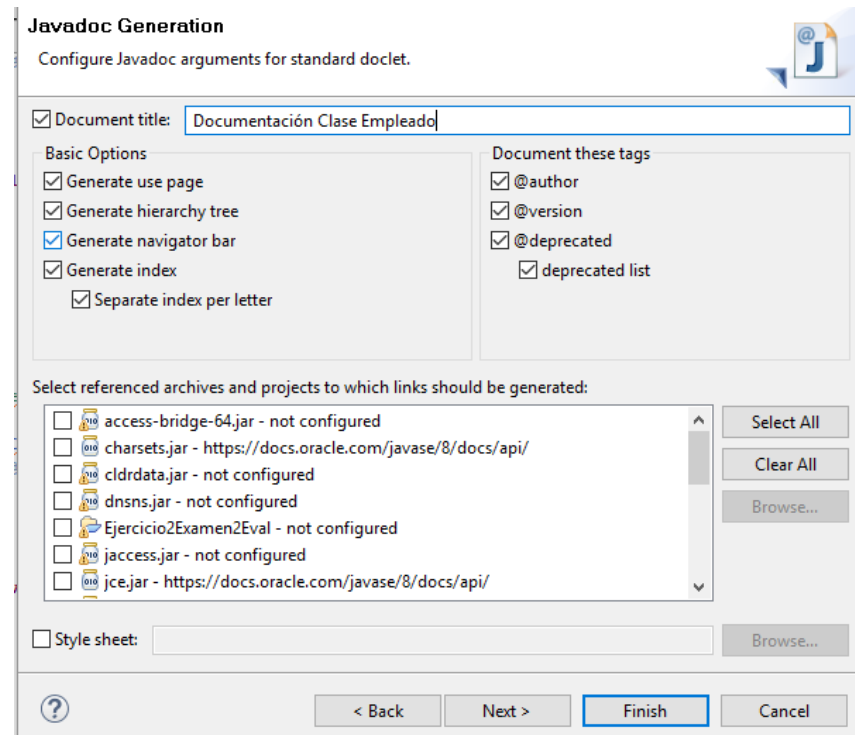 Javadoc Generation
Configure Javadoc arguments for standard doclet.
Document title: Documentación Clase Empleado
Basic Options
Generate use page
Generate hierarchy tree
Generate navigator bar
Generate index
Separate index per letter
Document these tags
@author
@version
@deprecated
deprecated list
Select referenced archives and projects to which links should be generated:
access-bridge-64.jar - not configured
charsets.jar - https://docs.oracle.com/javase/8/docs/api/
cldrdata.jar - not configured
dnsns.jar - not configured
Ejercicio2Examen2Eval - not configured
jaccess.jar - not configured
jce.jar - https://docs.oracle.com/javase/8/docs/api/
Select All
Clear All
Browse...
Style sheet:
Browse...
< Back Next > Finish Cancel